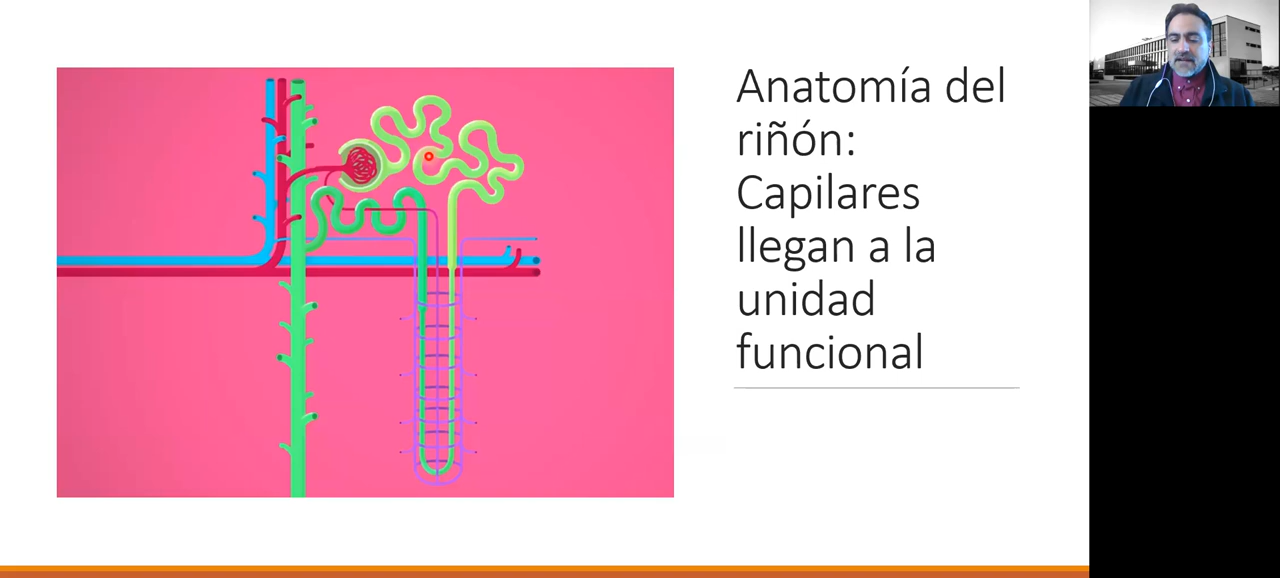 Anatomía del
riñón:
Capilares
llegan a la
unidad
funcional